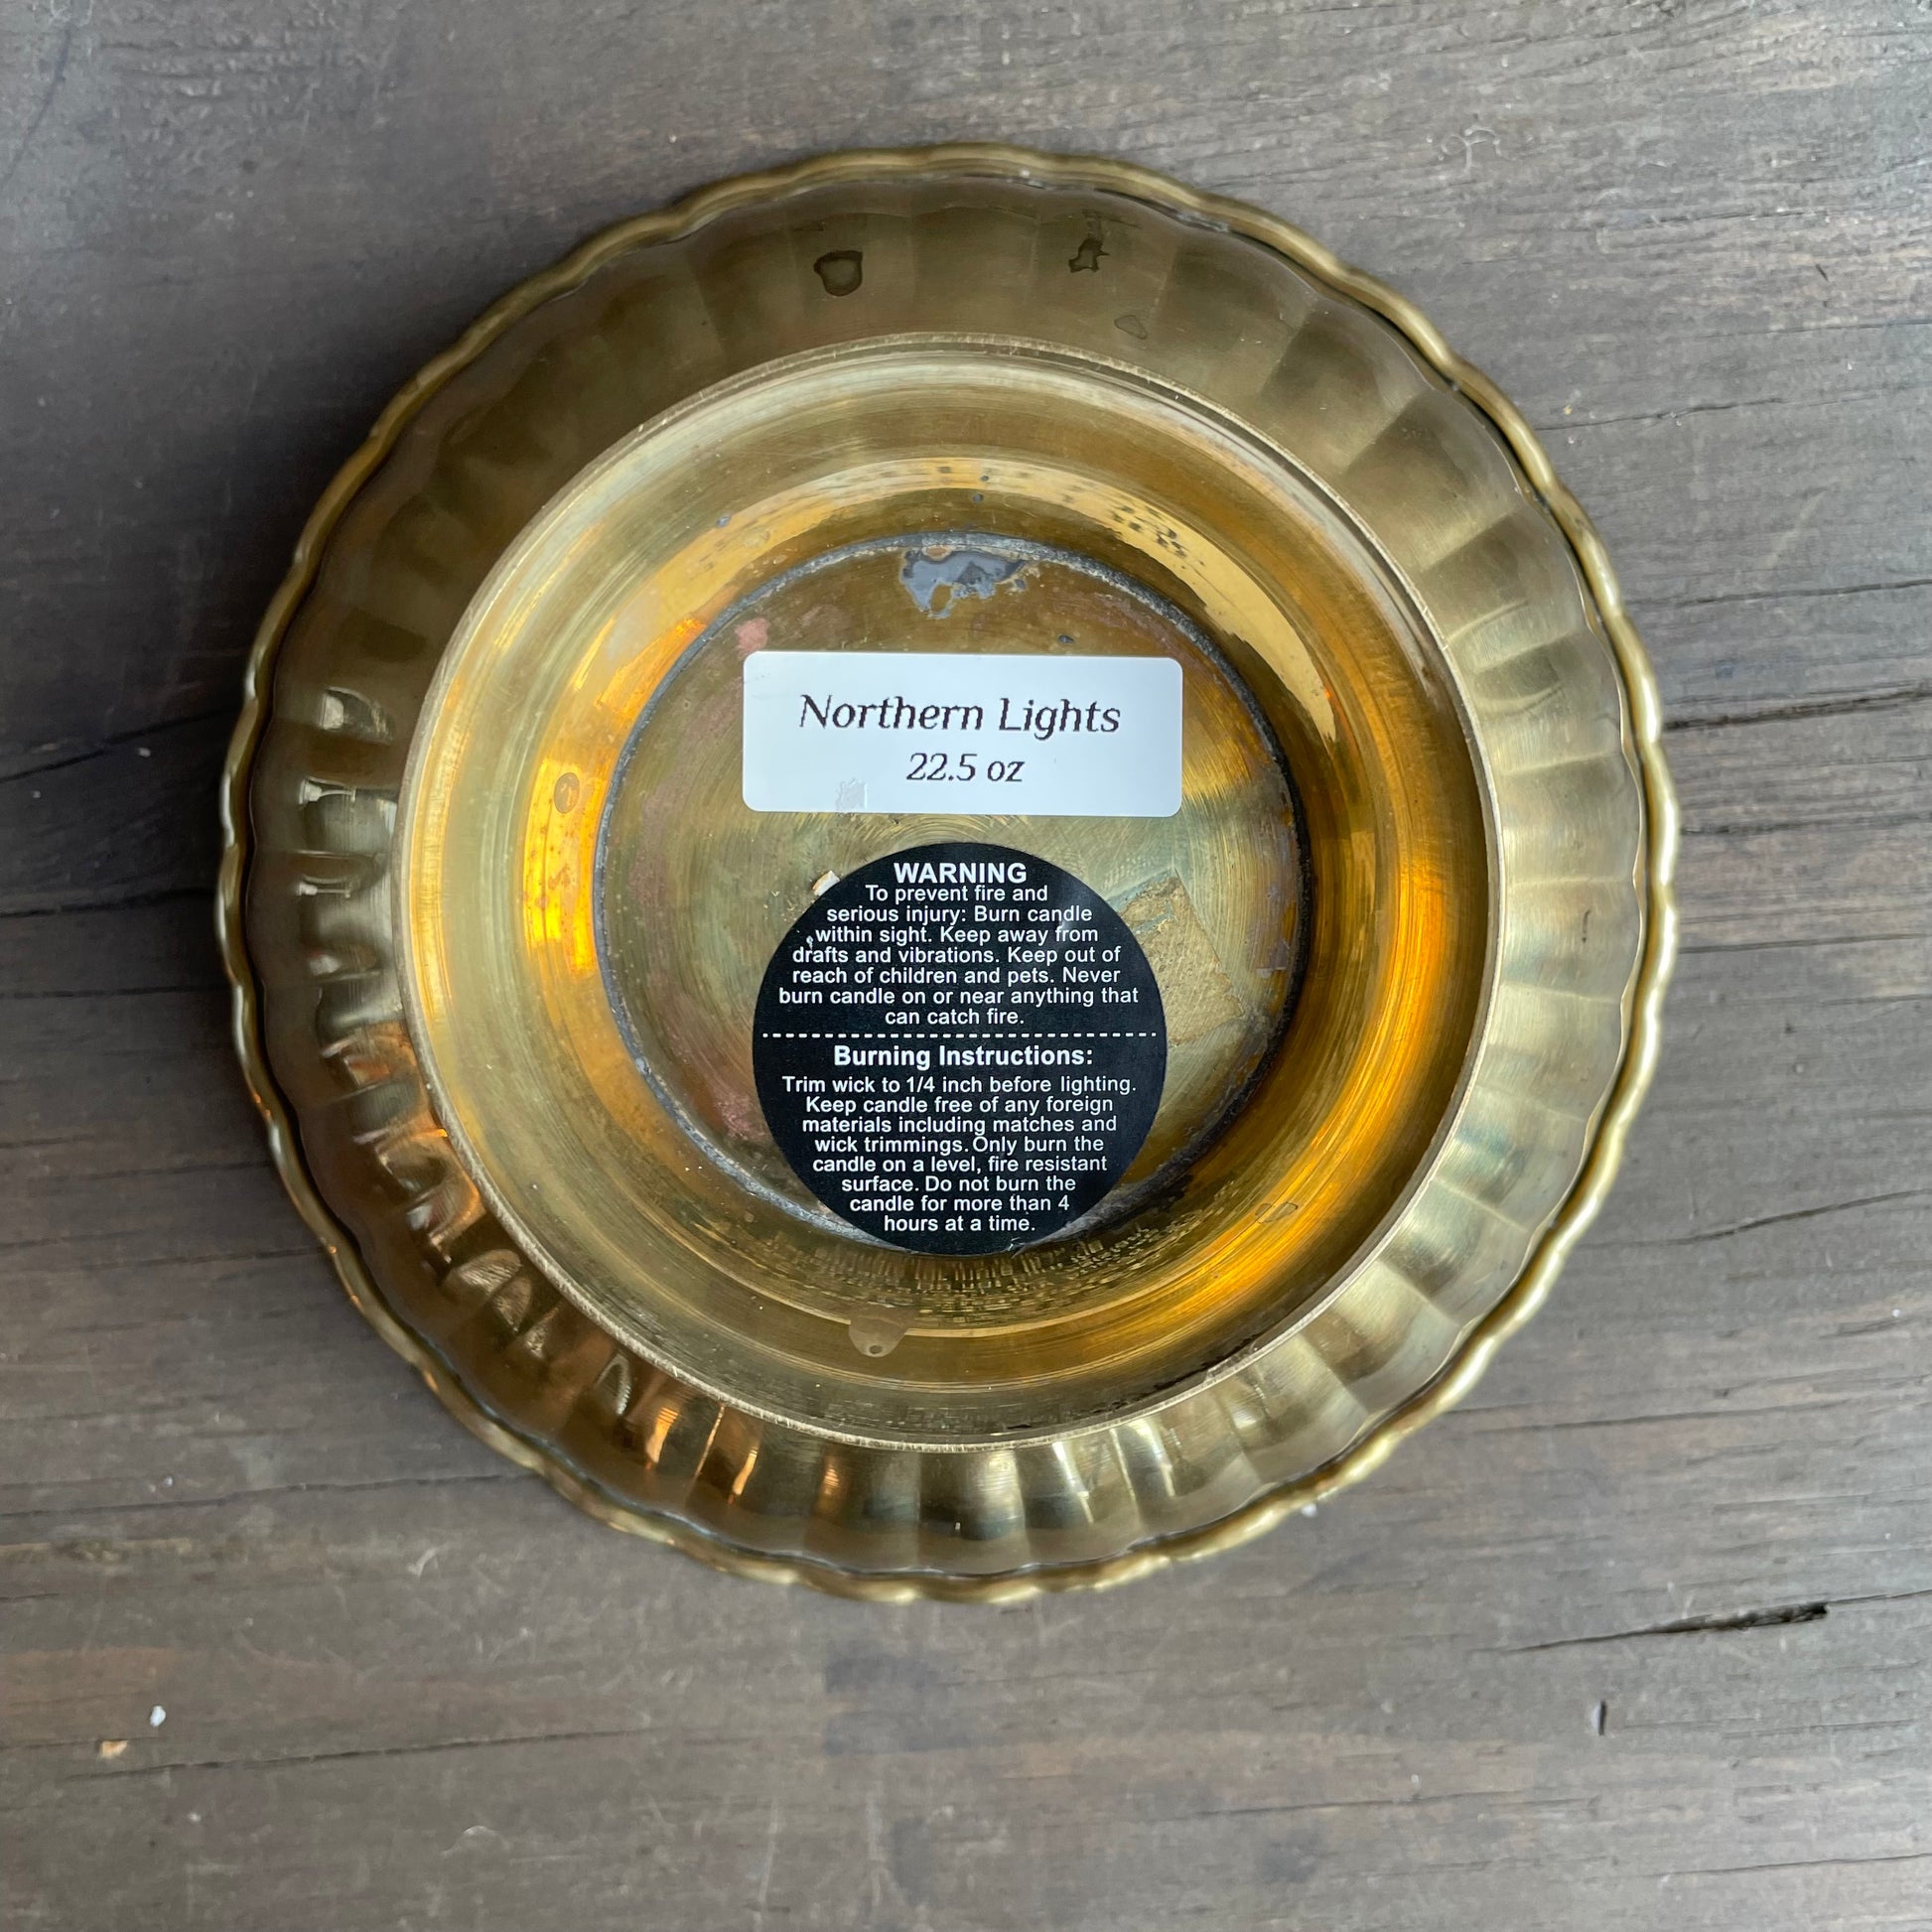 Northern Lights
22.5 oz
WARNING
To prevent fire and
serious injury: Burn candle
within sight. Keep away from
drafts and vibrations. Keep out of
reach of children and pets. Never
burn candle on or near anything that
can catch fire.
Burning Instructions:
Trim wick to 1/4 inch before lighting.
Keep candle free of any foreign
materials including matches and
wick trimmings. Only burn the
candle on a level, fire resistant
surface. Do not burn the
candle for more than 4
hours at a time.